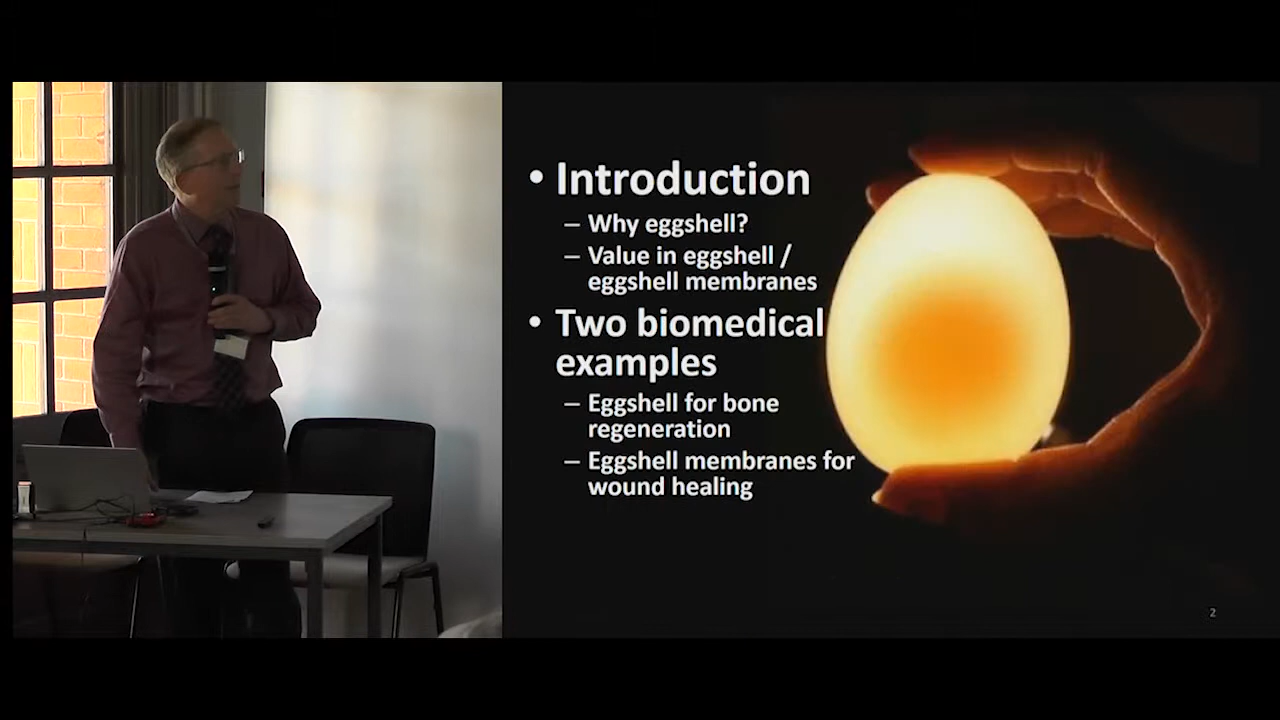 • Introduction
– Why eggshell?
– Value in eggshell /
eggshell membranes
• Two biomedical
examples
– Eggshell for bone
regeneration
– Eggshell membranes for
wound healing
2